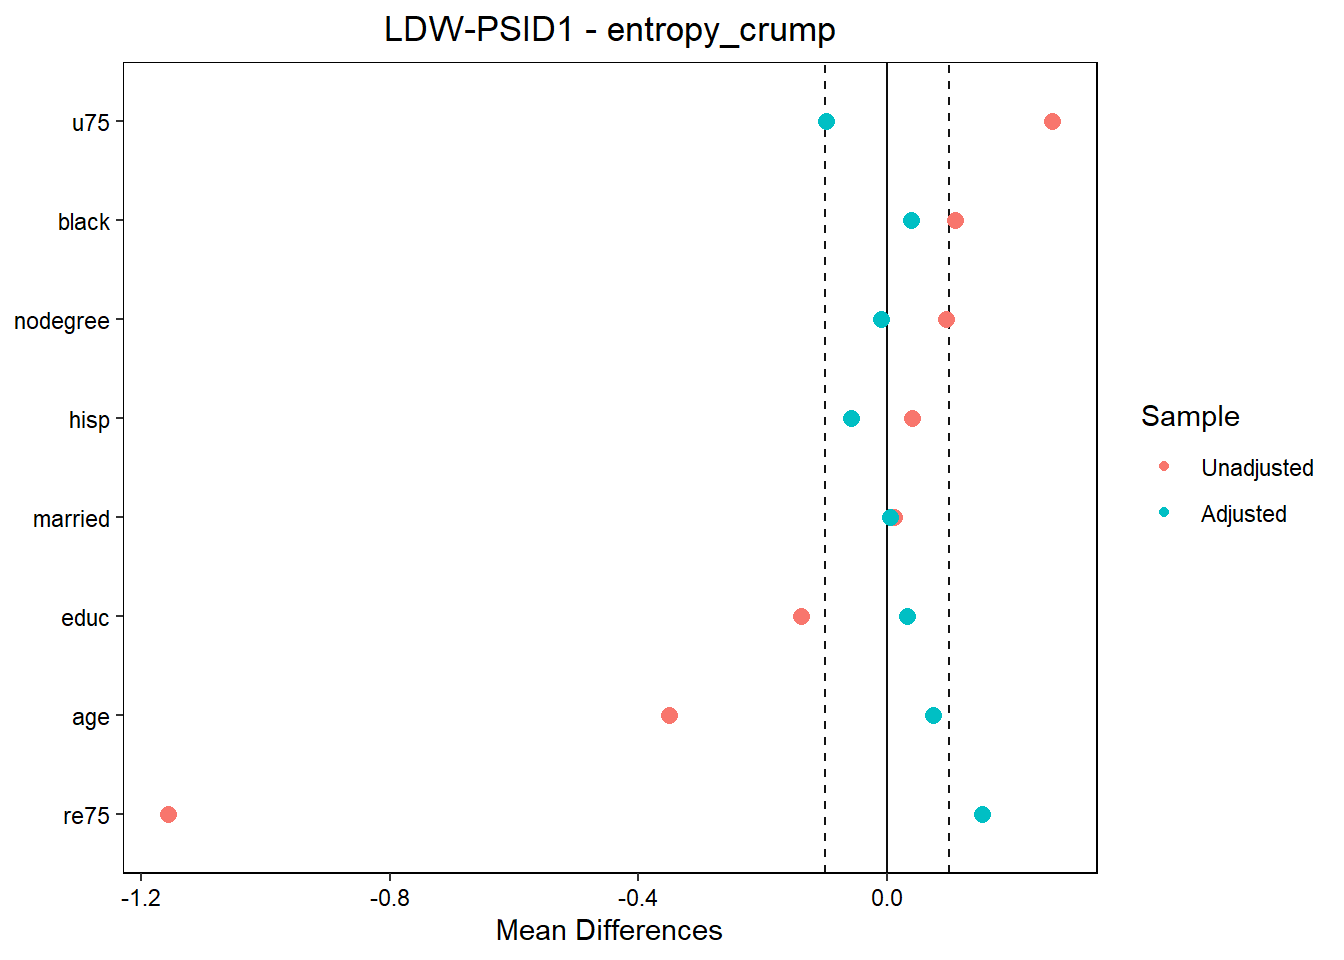 LDW-PSID1 - entropy_crump
u75
black
nodegree
hisp
married
educ
age
re75
-1.2
-0.8
-0.4
0.0
Mean Differences
Sample
Unadjusted
Adjusted